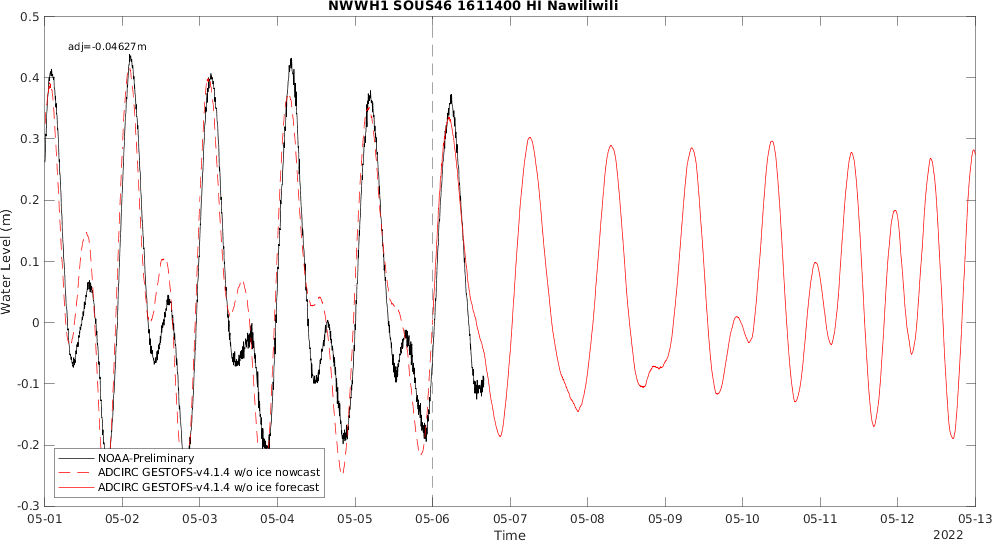 NWWH1 SOUS46 1611400 HI Nawiliwili
adj=-0.04627m
Water Level (m)
0.5
0.4
0.3
0.2
0.1
0
-0.1
-0.2
-0.3
NOAA-Preliminary
ADCIRC GESTOFS-v4.1.4 w/o ice nowcast
ADCIRC GESTOFS-v4.1.4 w/o ice forecast
05-01 05-02 05-03 05-04 05-05 05-06 05-07 05-08 05-09 05-10 05-11 05-12 05-13
Time
2022